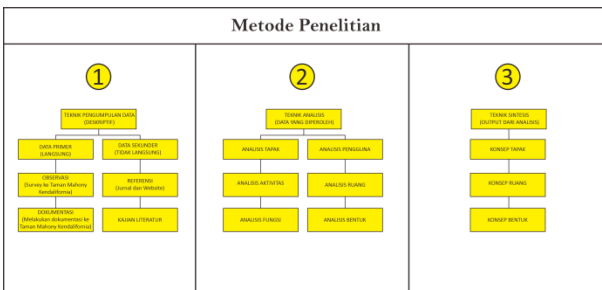 Metode Penelitian
1
TEKNIK PENGUMPULAN DATA
(DESKRIPTIF)
DATA PRIMER
(LANGSUNG)
DATA SEKUNDER
(TIDAK LANGSUNG)
OBSERVASI
(Survey ke Taman Mahony
Kendalifornia)
REFERENSI
(Jurnal dan Website)
DOKUMENTASI
(Melakukan dokumentasi ke
Taman Mahony Kendalifornia)
KAJIAN LITERATUR
2
TEKNIK ANALISIS
(DATA YANG DIPEROLEH)
ANALISIS TAPAK
ANALISIS PENGGUNA
ANALISIS AKTIVITAS
ANALISIS RUANG
ANALISIS FUNGSI
ANALISIS BENTUK
3
TEKNIK SINTESIS
(OUTPUT DARI ANALISIS)
KONSEP TAPAK
KONSEP RUANG
KONSEP BENTUK